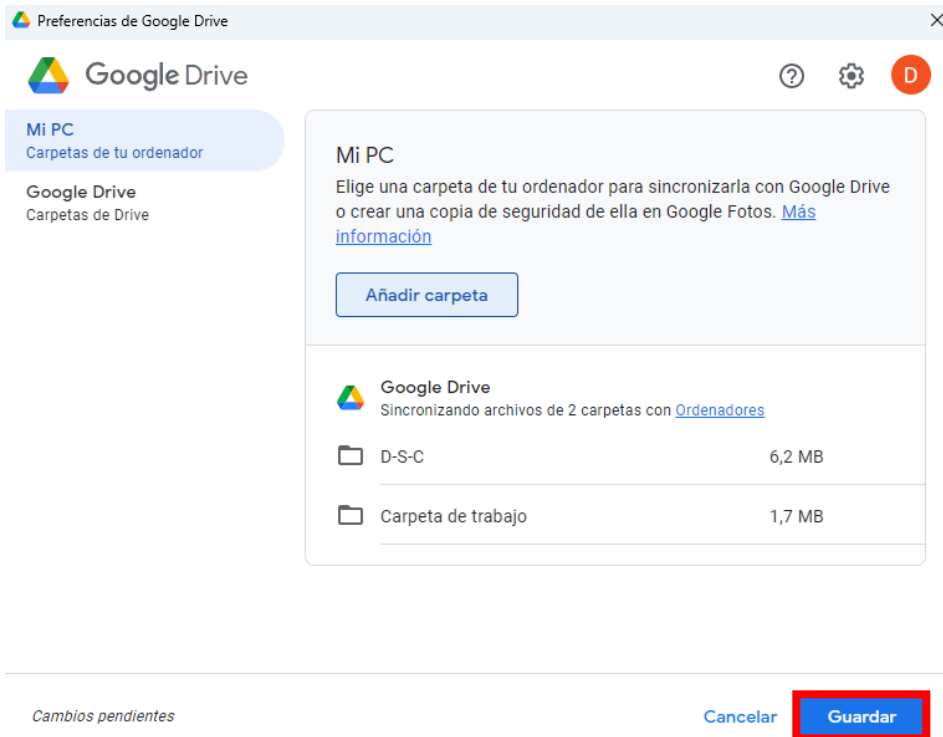 Preferencias de Google Drive
Google Drive
D
Mi PC
Carpetas de tu ordenador
Google Drive
Carpetas de Drive
Mi PC
Elige una carpeta de tu ordenador para sincronizarla con Google Drive
o crear una copia de seguridad de ella en Google Fotos. Más
información
Añadir carpeta
Google Drive
Sincronizando archivos de 2 carpetas con Ordenadores
D-S-C 6,2 MB
Carpeta de trabajo 1,7 MB
Cambios pendientes Cancelar Guardar